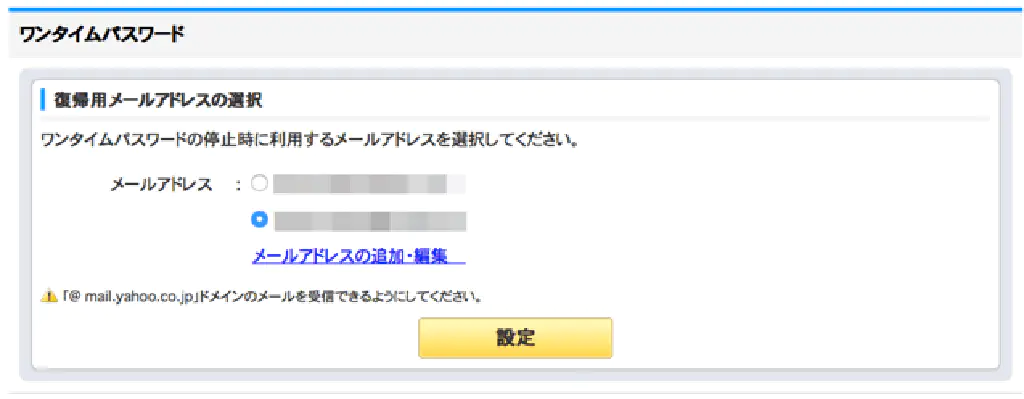 ワンタイムパスワード
復帰用メールアドレスの選択
ワンタイムパスワードの停止時に利用するメールアドレスを選択してください。
メールアドレス :
メールアドレスの追加・編集
「@ mail.yahoo.co.jp」ドメインのメールを受信できるようにしてください。
設定